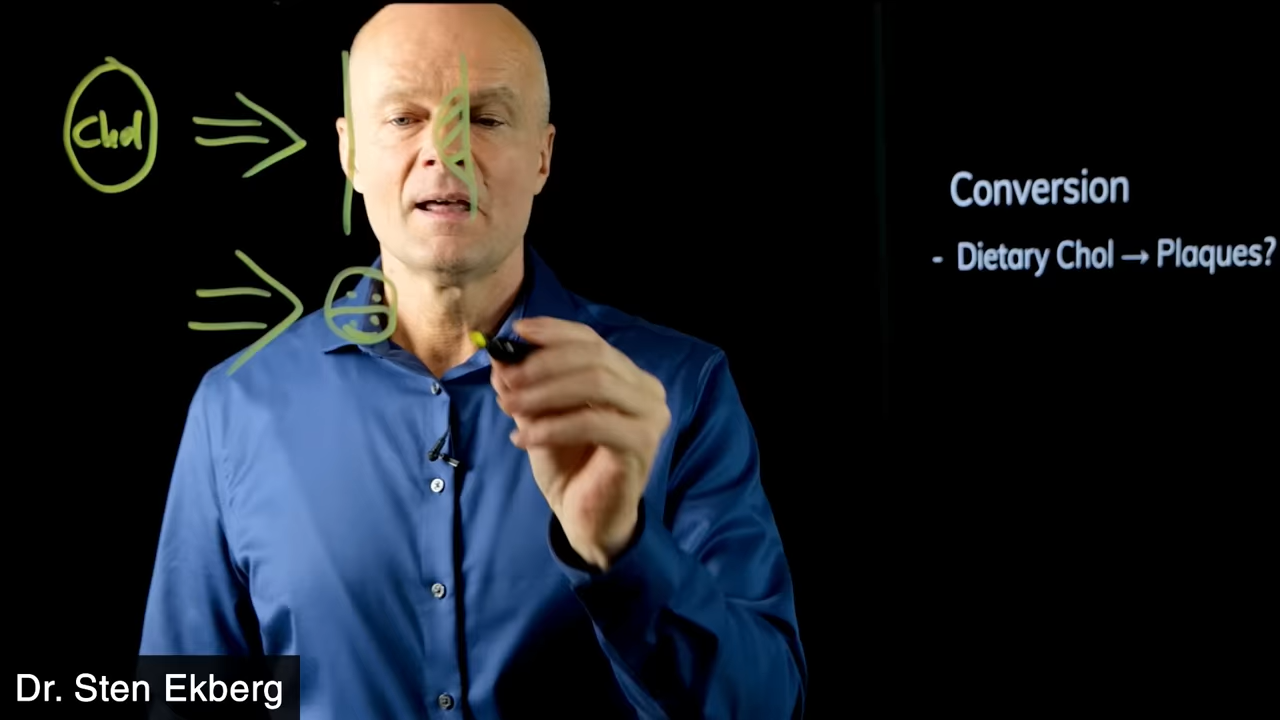 Chol
Conversion
- Dietary Chol → Plaques?
Dr. Sten Ekberg